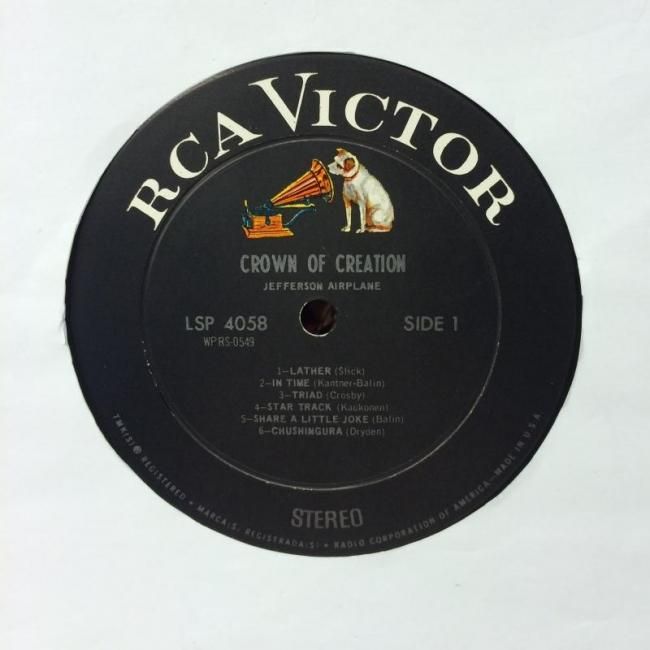 RCA VICTOR
CROWN OF CREATION
JEFFERSON AIRPLANE
LSP 4058
SIDE 1
WPRS-0549
1—LATHER (Slick)
2—IN TIME (Kantner-Balin)
3—TRIAD (Crosby)
4—STAR TRACK (Kaukonen)
5—SHARE A LITTLE JOKE (Balin)
6—CHUSHINGURA (Dryden)
STEREO
TMK(S) ® REGISTERED • MARCA(S) REGISTRADA(S) • RADIO CORPORATION OF AMERICA—MADE IN U.S.A.